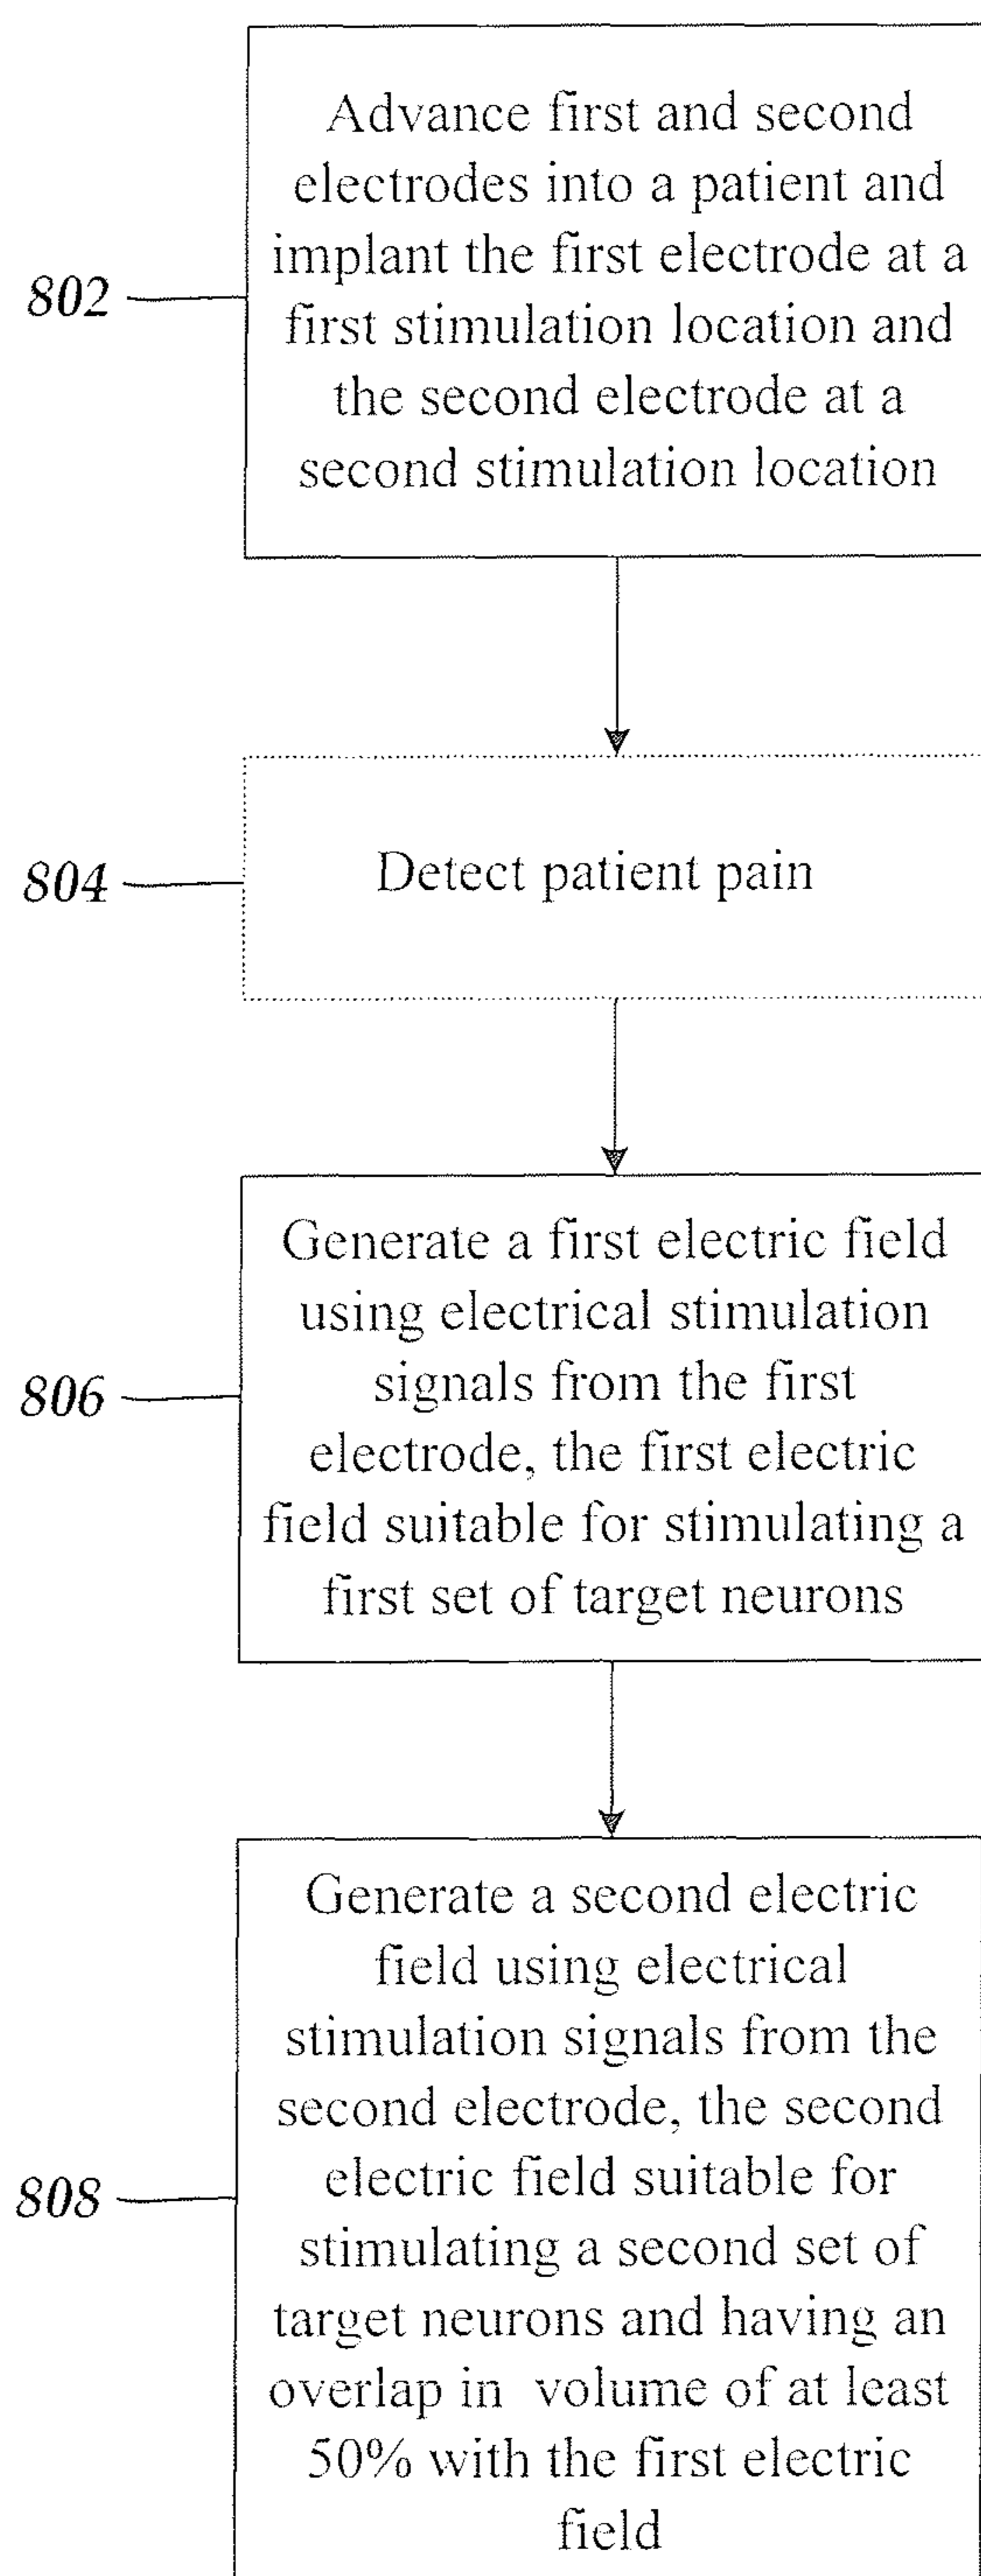 Advance first and second
electrodes into a patient and
implant the first electrode at a
first stimulation location and
the second electrode at a
second stimulation location
802
Detect patient pain
804
Generate a first electric field
using electrical stimulation
signals from the first
electrode, the first electric
field suitable for stimulating a
first set of target neurons
806
Generate a second electric
field using electrical
stimulation signals from the
second electrode, the second
electric field suitable for
stimulating a second set of
target neurons and having an
overlap in volume of at least
50% with the first electric
field
808